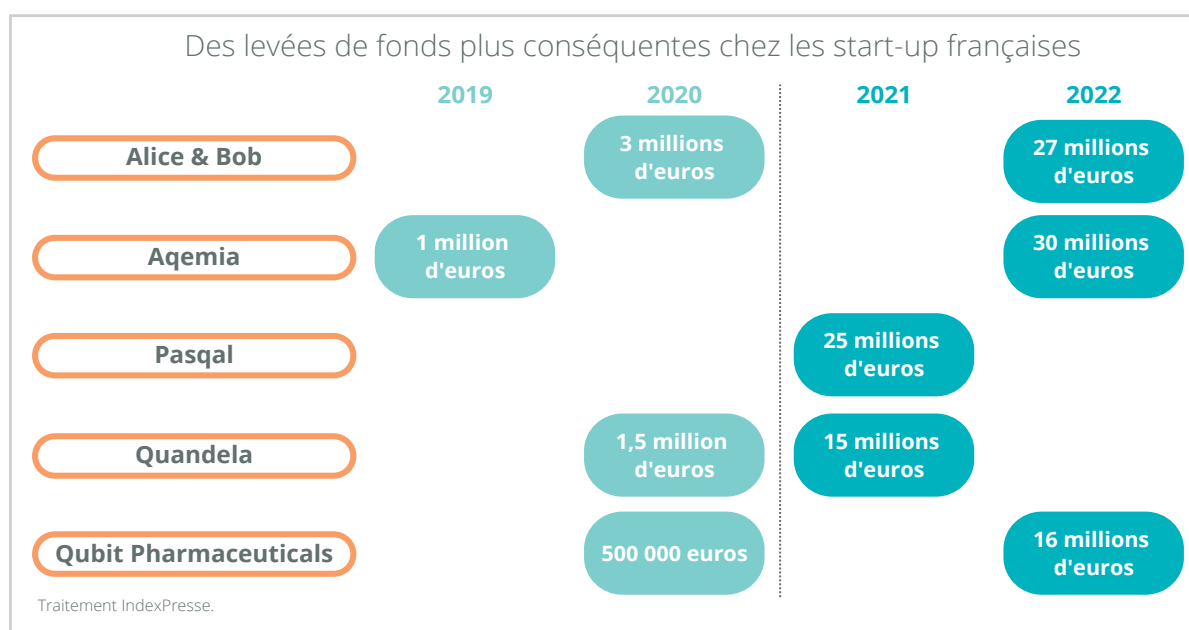 Des levées de fonds plus conséquentes chez les start-up françaises
2019 2020 2021 2022
Alice & Bob
3 millions
d'euros
27 millions
d'euros
Aqemia
1 million
d'euros
30 millions
d'euros
Pasqal
25 millions
d'euros
Quandela
1,5 million
d'euros
15 millions
d'euros
Qubit Pharmaceuticals
500 000 euros
16 millions
d'euros
Traitement IndexPresse.